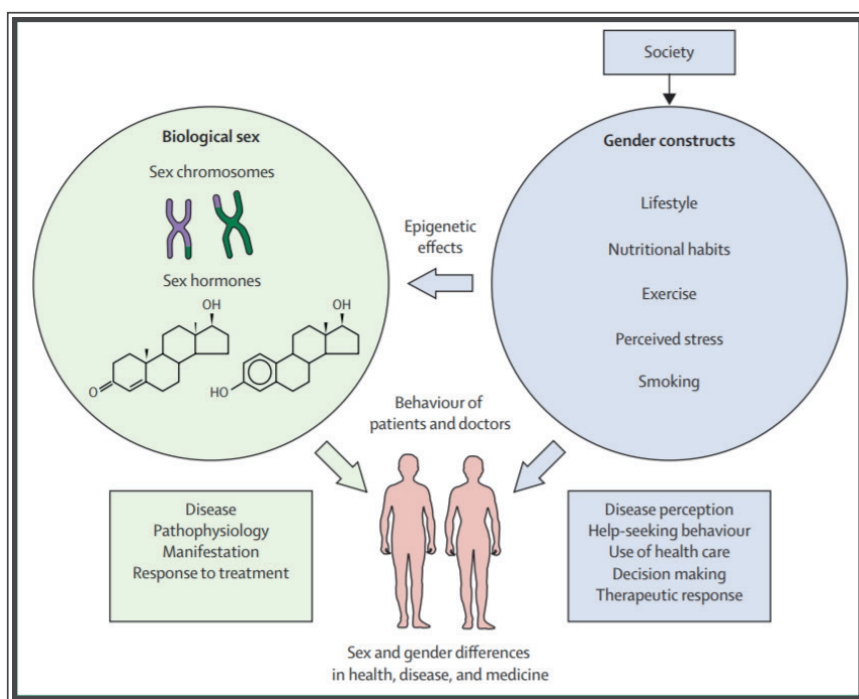 Society
Biological sex
Sex chromosomes
Sex hormones
OH
O
OH
HO
Epigenetic
effects
Gender constructs
Lifestyle
Nutritional habits
Exercise
Perceived stress
Smoking
Behaviour of
patients and doctors
Disease
Pathophysiology
Manifestation
Response to treatment
Disease perception
Help-seeking behaviour
Use of health care
Decision making
Therapeutic response
Sex and gender differences
in health, disease, and medicine